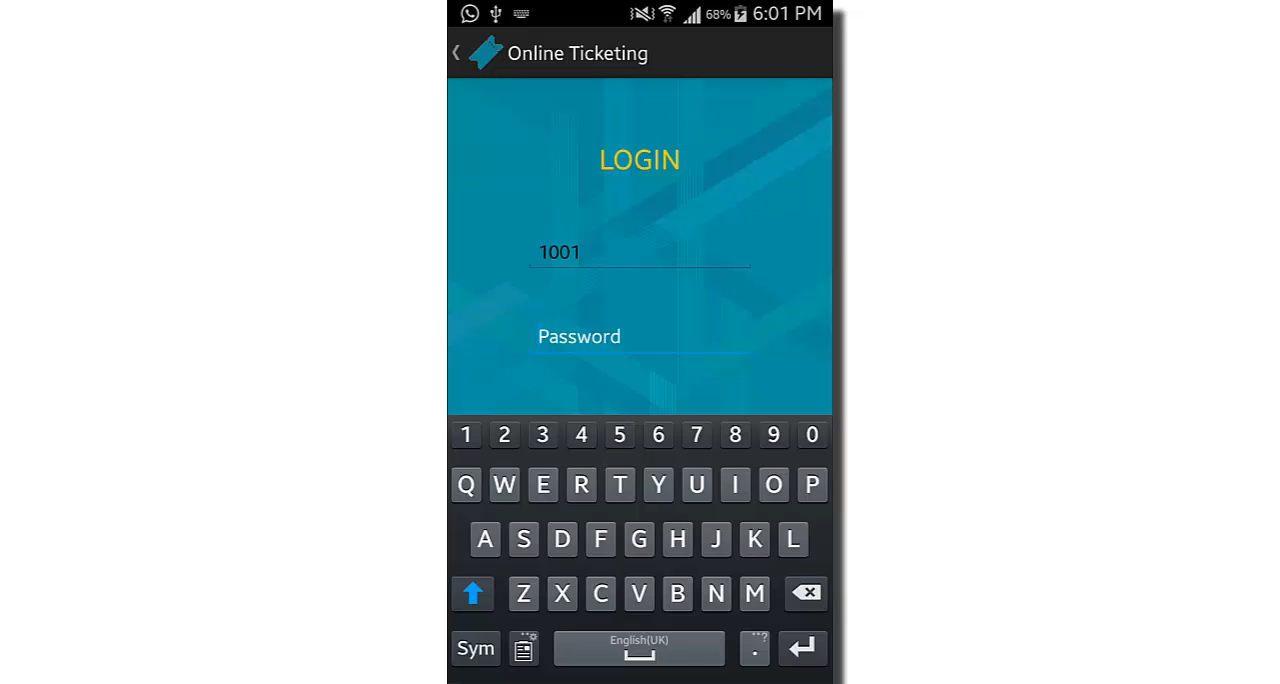 68% 6:01 PM
Online Ticketing
LOGIN
1001
Password
1 2 3 4 5 6 7 8 9 0
Q W E R T Y U I O P
A S D F G H J K L
Z X C V B N M
Sym English(UK) . ..?